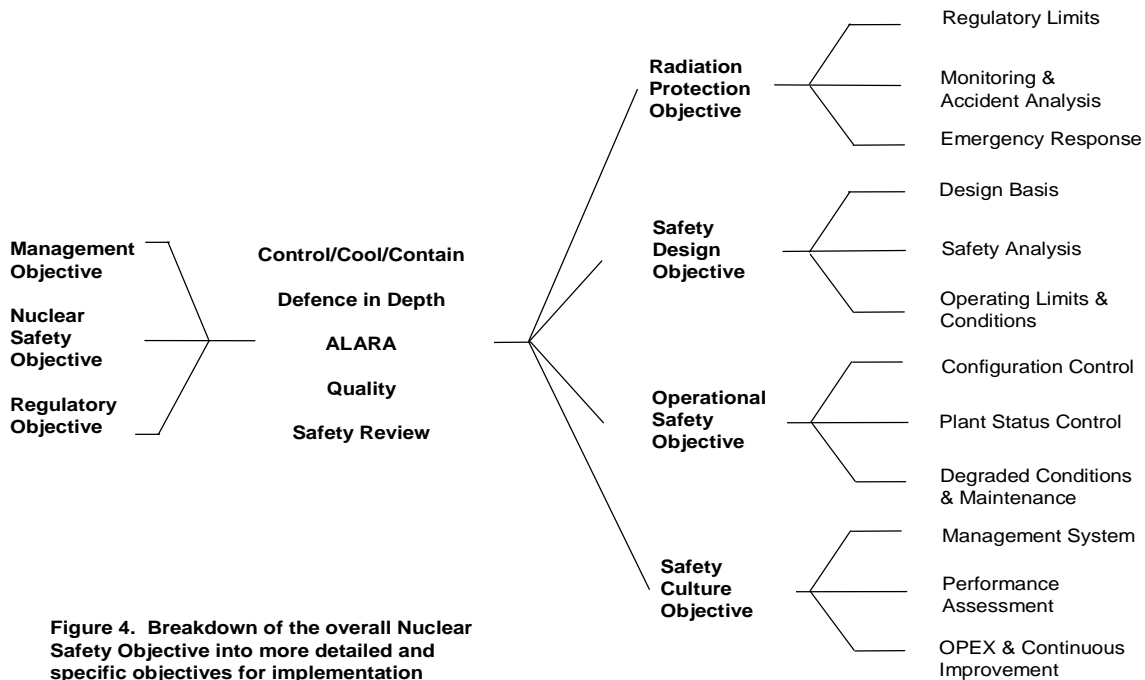 Management
Objective
Nuclear
Safety
Objective
Regulatory
Objective
Control/Cool/Contain
Defence in Depth
ALARA
Quality
Safety Review
Radiation
Protection
Objective
Regulatory Limits
Monitoring &
Accident Analysis
Emergency Response
Safety
Design
Objective
Design Basis
Safety Analysis
Operating Limits &
Conditions
Operational
Safety
Objective
Configuration Control
Plant Status Control
Degraded Conditions
& Maintenance
Safety
Culture
Objective
Management System
Performance
Assessment
OPEX & Continuous
Improvement
Figure 4. Breakdown of the overall Nuclear
Safety Objective into more detailed and
specific objectives for implementation